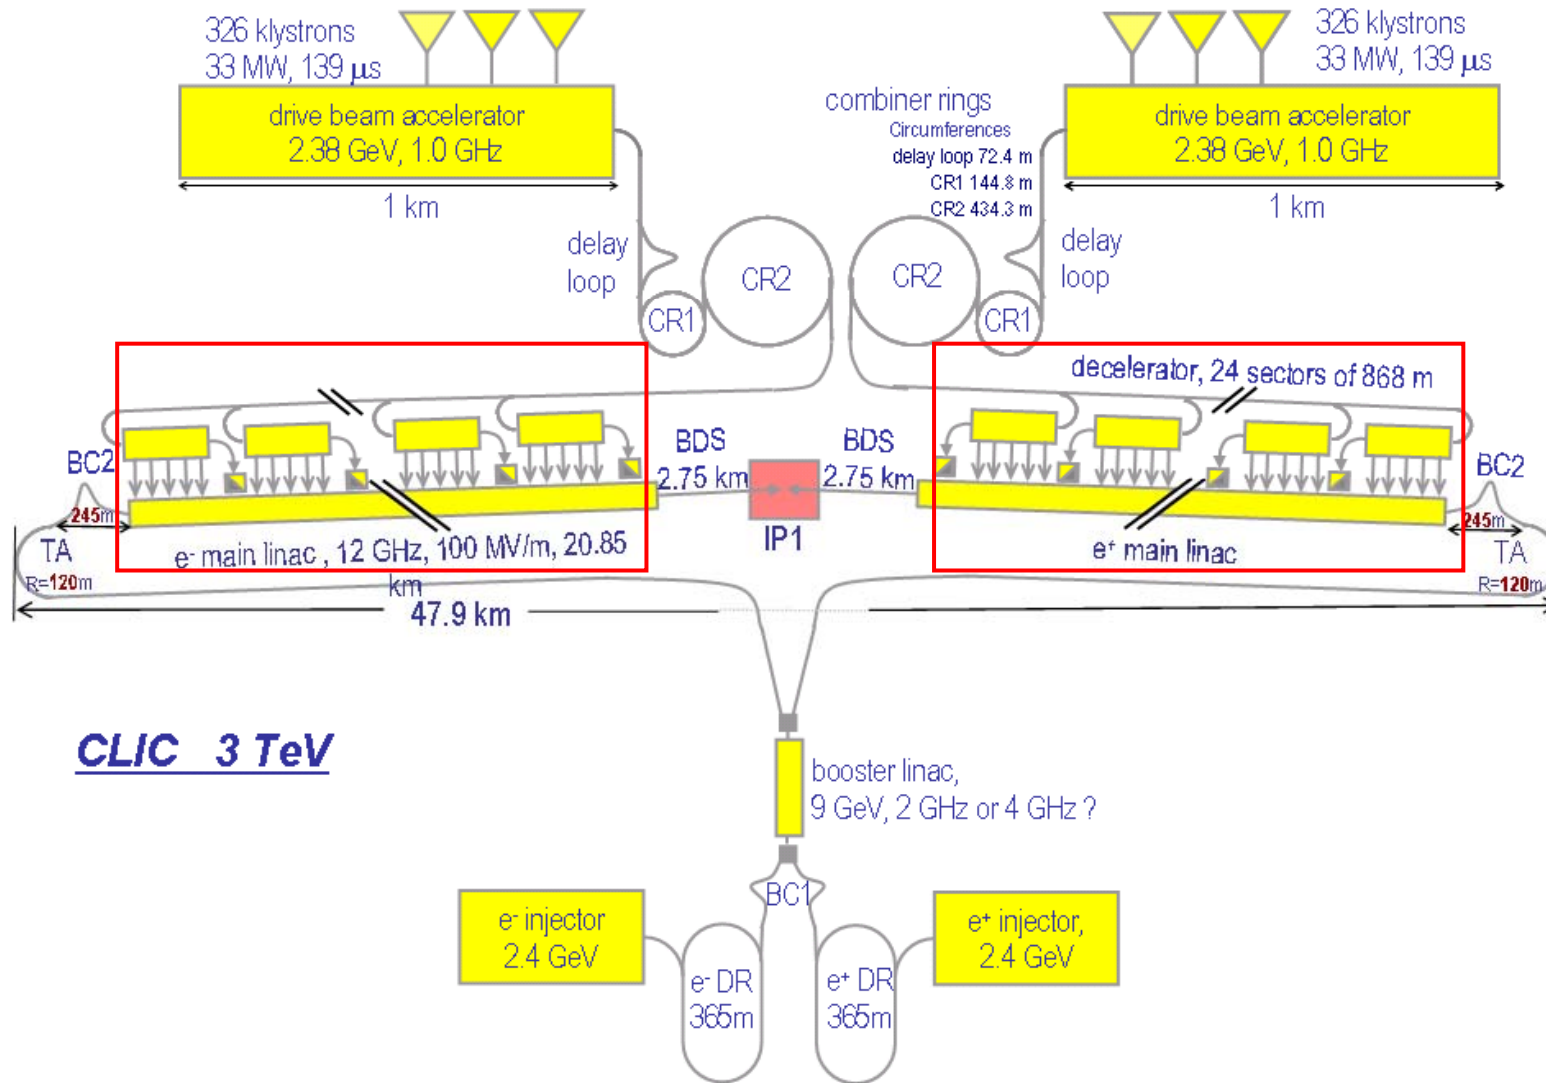 326 klystrons
33 MW, 139 μs
326 klystrons
33 MW, 139 μs
drive beam accelerator
2.38 GeV, 1.0 GHz
combiner rings
Circumferences
delay loop 72.4 m
CR1 144.8 m
CR2 434.3 m
drive beam accelerator
2.38 GeV, 1.0 GHz
1 km
1 km
delay
loop
CR2
CR2
delay
loop
CR1
CR1
decelerator, 24 sectors of 868 m
BC2
BDS
2.75 km
BDS
2.75 km
BC2
245m
IP1
245m
TA
R=120m
e- main linac , 12 GHz, 100 MV/m, 20.85
km
e+ main linac
TA
R=120m
47.9 km
CLIC 3 TeV
booster linac,
9 GeV, 2 GHz or 4 GHz ?
BC1
e- injector
2.4 GeV
e+ injector,
2.4 GeV
e- DR
365m
e+ DR
365m